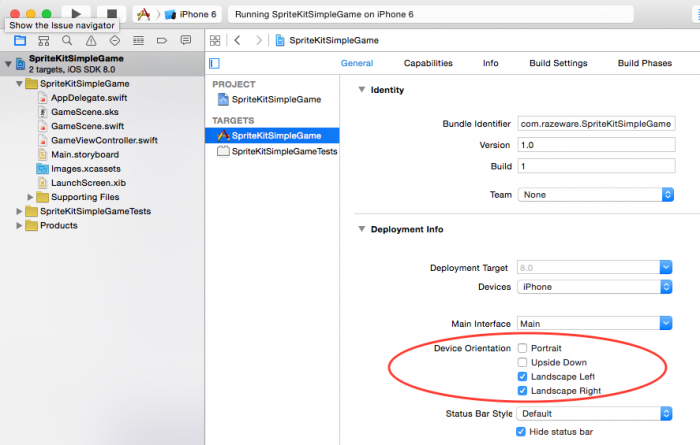 iPhone 6
Running SpriteKitSimpleGame on iPhone 6
Show the Issue navigator
SpriteKitSimpleGame
2 targets, iOS SDK 8.0
SpriteKitSimpleGame
AppDelegate.swift
GameScene.sks
GameScene.swift
GameViewController.swift
Main.storyboard
Images.xcassets
LaunchScreen.xib
Supporting Files
SpriteKitSimpleGameTests
Products
SpriteKitSimpleGame
General Capabilities Info Build Settings Build Phases
PROJECT
SpriteKitSimpleGame
TARGETS
SpriteKitSimpleGame
SpriteKitSimpleGameTests
Identity
Bundle Identifier com.razeware.SpriteKitSimpleGame
Version 1.0
Build 1
Team None
Deployment Info
Deployment Target 8.0
Devices iPhone
Main Interface Main
Device Orientation Portrait
Upside Down
Landscape Left
Landscape Right
Status Bar Style Default
Hide status bar